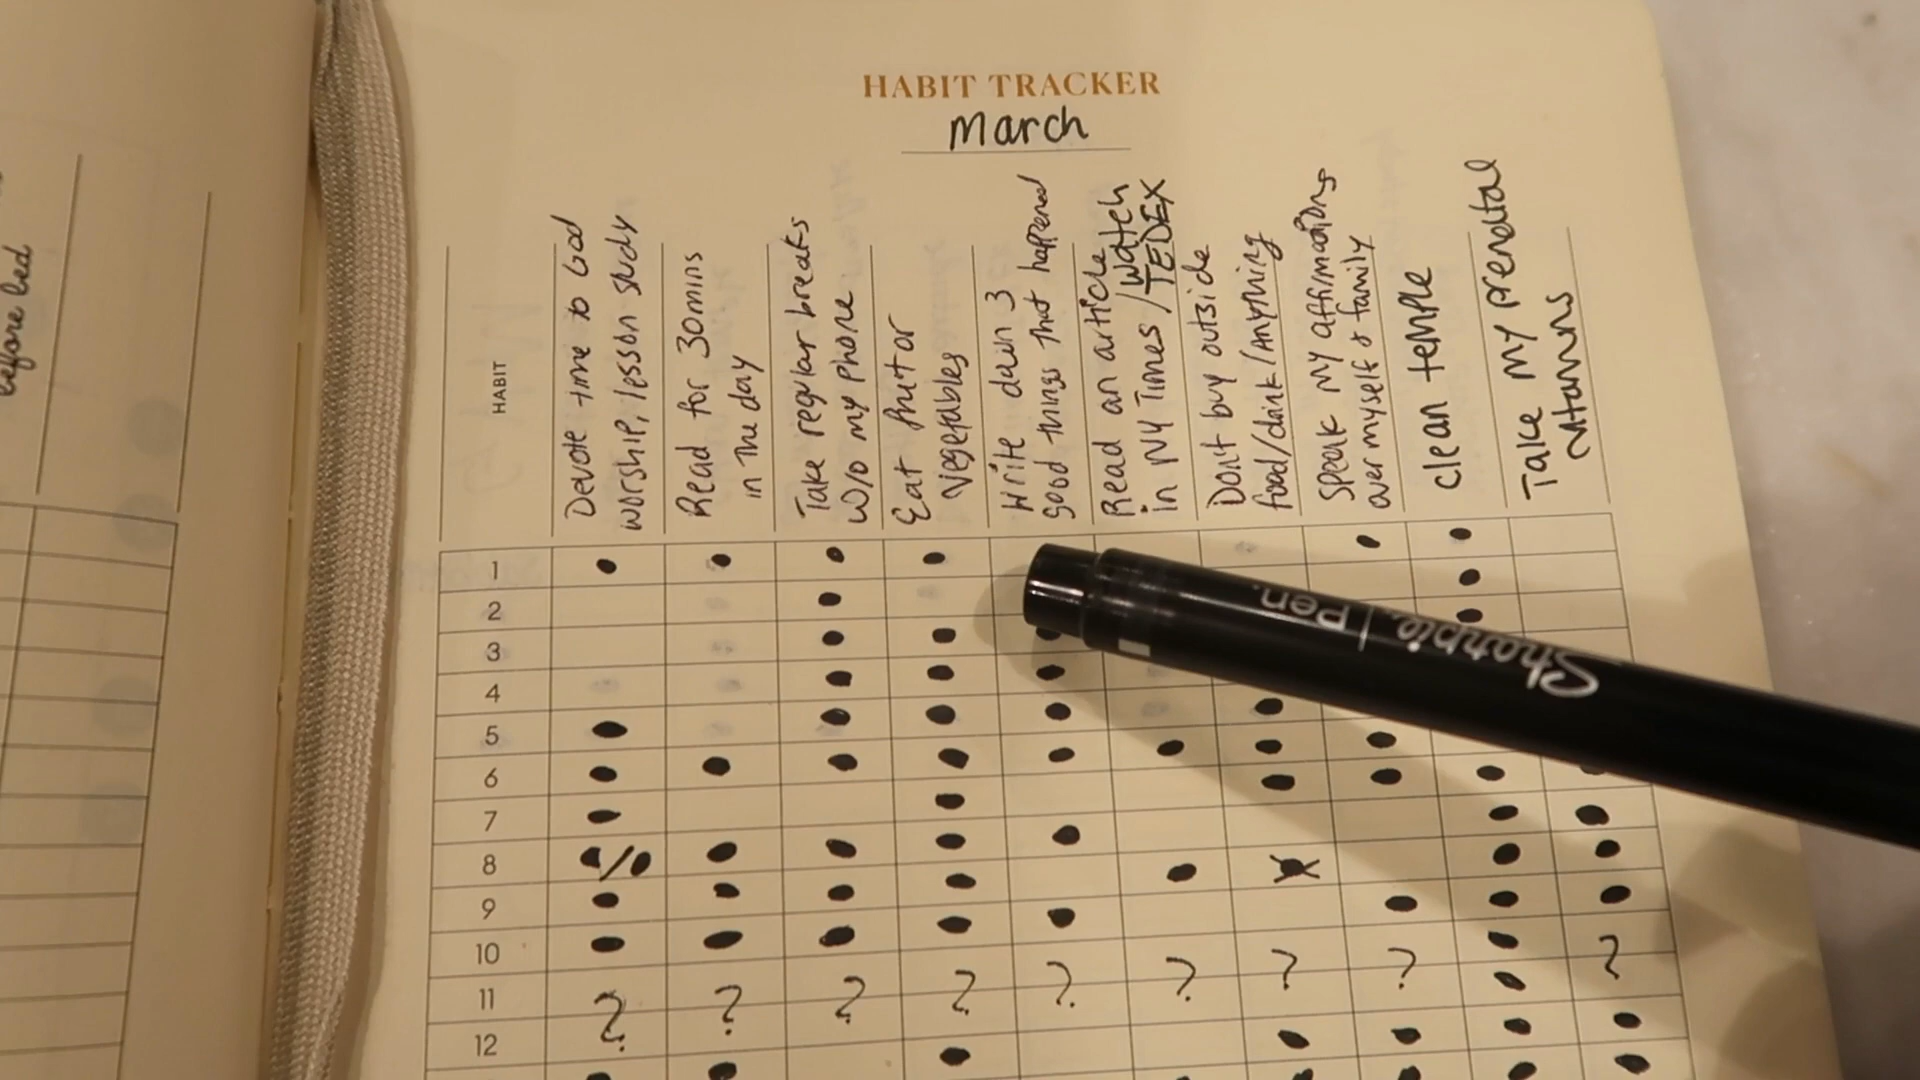 before bed
HABIT TRACKER
March
HABIT
Devote time to God
worship, lesson study
Read for 30mins
in the day
Take regular breaks
w/o my phone
Eat fruit or
Vegetables
Write down 3
good things that happened
Read an article / Watch
in NY Times / TEDEX
Don't buy outside
food/drink/Anything
Speak my affirmations
over myself & family
Clean temple
Take my prenatal
vitamins
1
2
3
4
5
6
7
8
9
10
?
11
? ? ? ? ? ? ? ?
12
Sharpie | Pen.